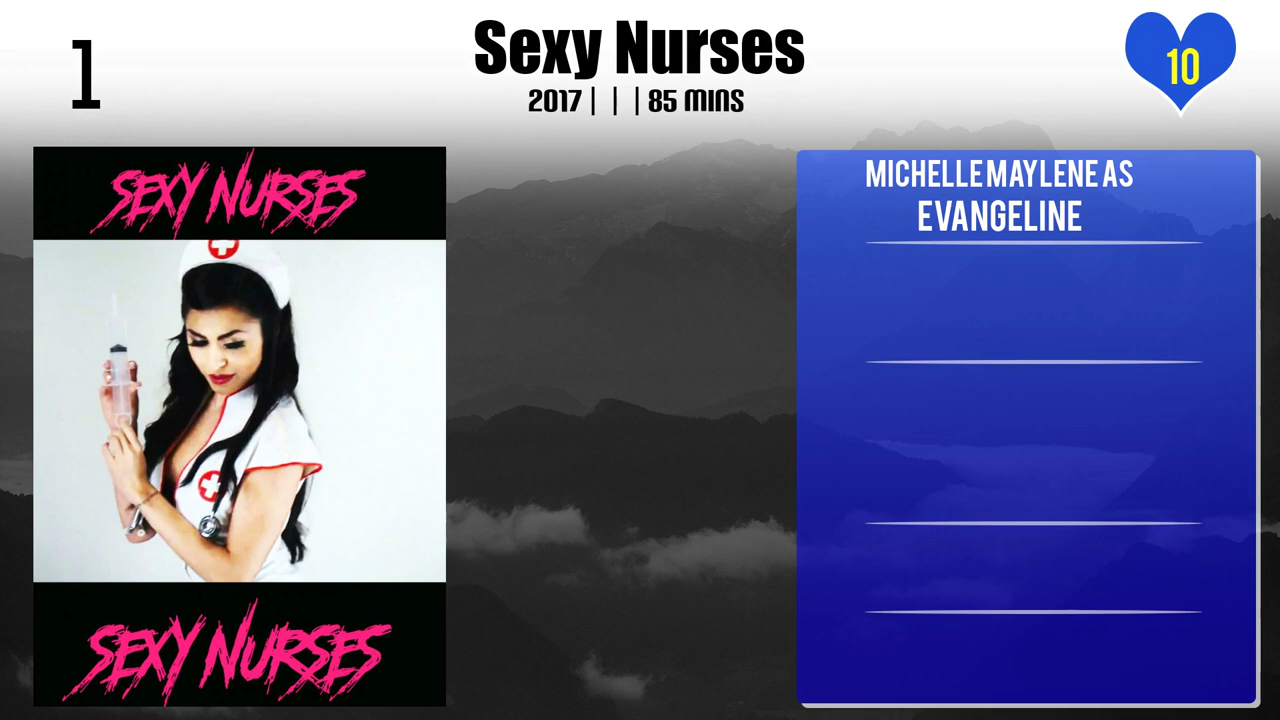 1
Sexy Nurses
2017 | | | 85 MINS
10
SEXY NURSES
MICHELLE MAYLENE AS
EVANGELINE
SEXY NURSES